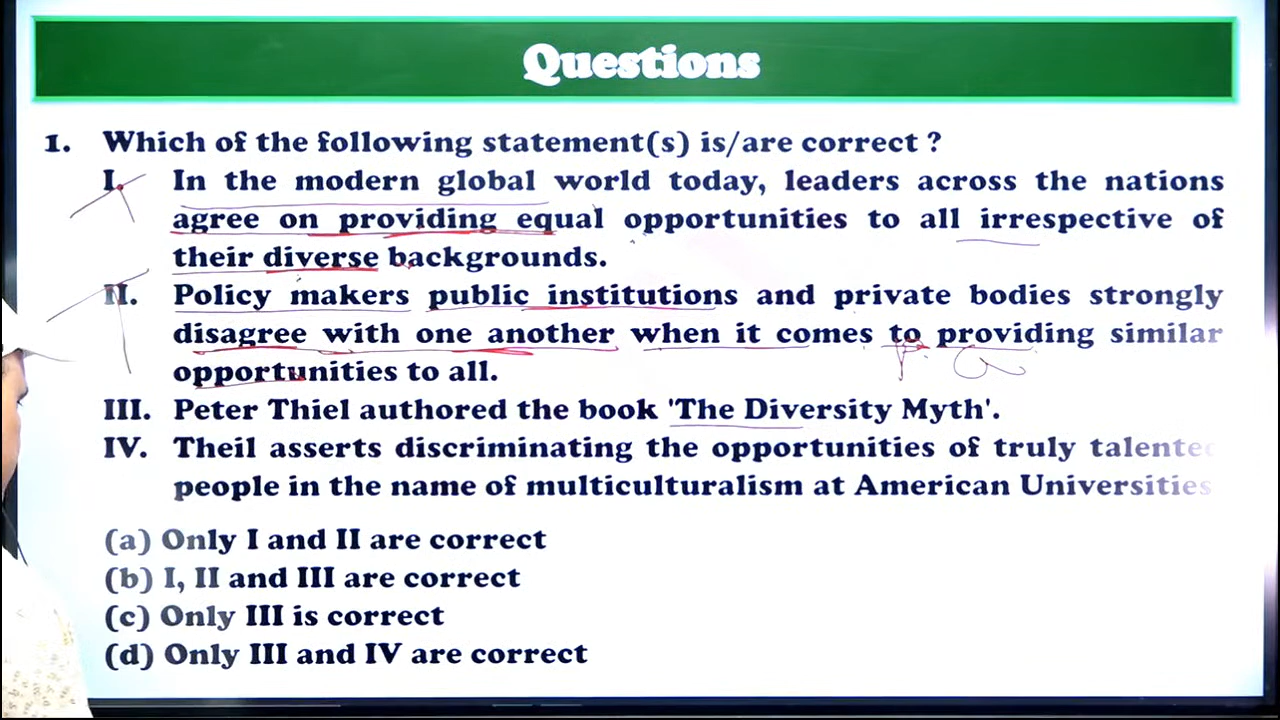 Questions
1. Which of the following statement(s) is/are correct ?
I. In the modern global world today, leaders across the nations
agree on providing equal opportunities to all irrespective of
their diverse backgrounds.
II. Policy makers public institutions and private bodies strongly
disagree with one another when it comes to providing similar
opportunities to all.
III. Peter Thiel authored the book 'The Diversity Myth'.
IV. Theil asserts discriminating the opportunities of truly talented
people in the name of multiculturalism at American Universities
(a) Only I and II are correct
(b) I, II and III are correct
(c) Only III is correct
(d) Only III and IV are correct